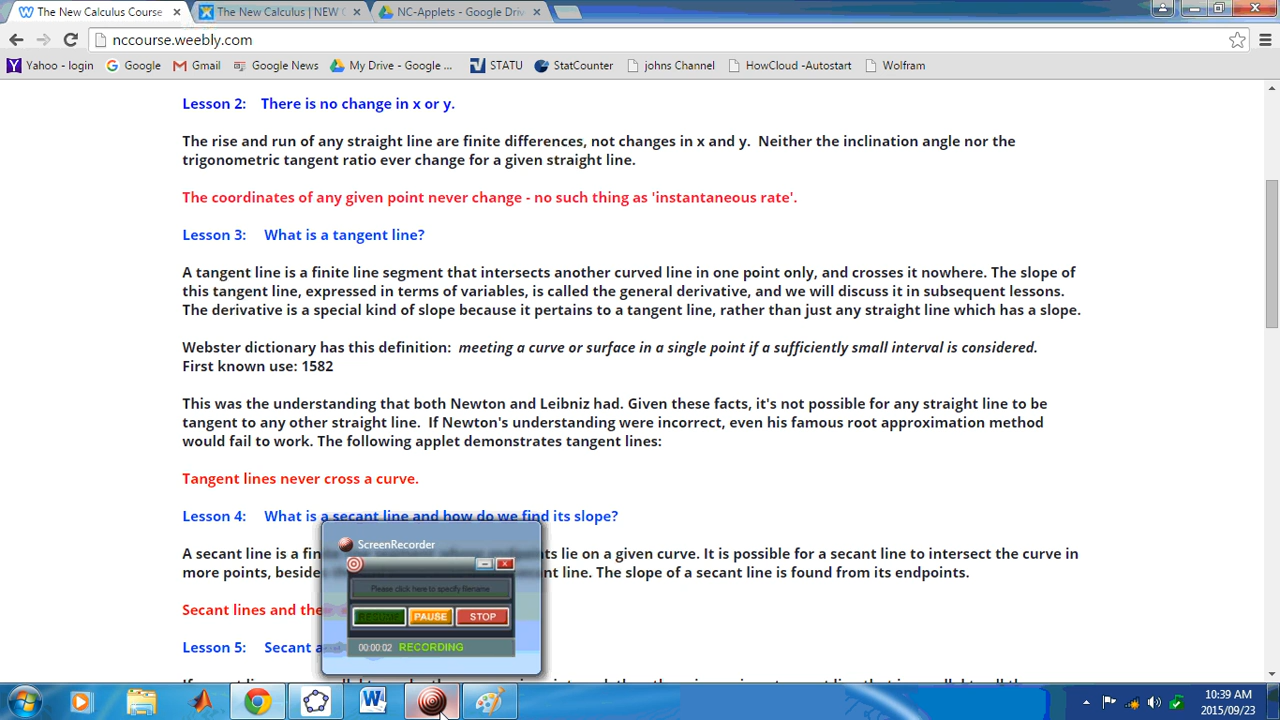 The New Calculus Course
The New Calculus | NEW C
NC-Applets - Google Driv
nccourse.weebly.com
Yahoo - login
Google
Gmail
Google News
My Drive - Google ...
STATU
StatCounter
johns Channel
HowCloud -Autostart
Wolfram
Lesson 2: There is no change in x or y.
The rise and run of any straight line are finite differences, not changes in x and y. Neither the inclination angle nor the
trigonometric tangent ratio ever change for a given straight line.
The coordinates of any given point never change - no such thing as 'instantaneous rate'.
Lesson 3: What is a tangent line?
A tangent line is a finite line segment that intersects another curved line in one point only, and crosses it nowhere. The slope of
this tangent line, expressed in terms of variables, is called the general derivative, and we will discuss it in subsequent lessons.
The derivative is a special kind of slope because it pertains to a tangent line, rather than just any straight line which has a slope.
Webster dictionary has this definition: meeting a curve or surface in a single point if a sufficiently small interval is considered.
First known use: 1582
This was the understanding that both Newton and Leibniz had. Given these facts, it's not possible for any straight line to be
tangent to any other straight line. If Newton's understanding were incorrect, even his famous root approximation method
would fail to work. The following applet demonstrates tangent lines:
Tangent lines never cross a curve.
Lesson 4: What is a secant line and how do we find its slope?
A secant line is a fin
nts lie on a given curve. It is possible for a secant line to intersect the curve in
more points, besid
ent line. The slope of a secant line is found from its endpoints.
Secant lines and the
Lesson 5: Secant a
ScreenRecorder
Please click here to specify filename
PAUSE
STOP
00:00:02 RECORDING
10:39 AM
2015/09/23